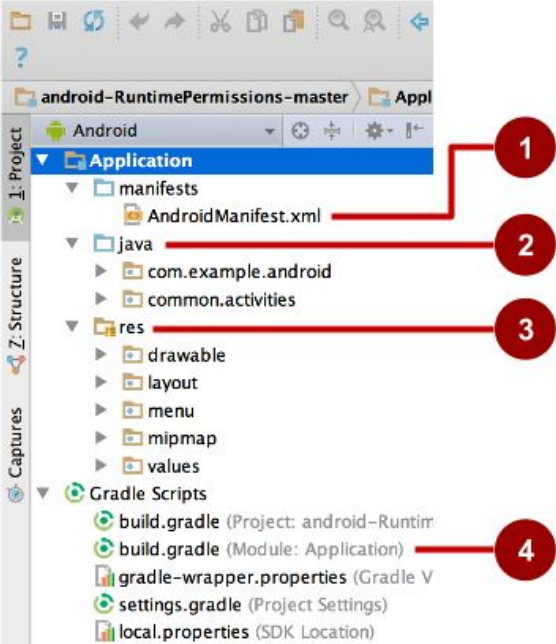 ?
android-RuntimePermissions-master
Appl
1: Project
Android
Application
1
manifests
AndroidManifest.xml
java
2
com.example.android
common.activities
Z: Structure
res
3
drawable
layout
menu
mipmap
Captures
values
Gradle Scripts
build.gradle (Project: android-Runtim
build.gradle (Module: Application)
4
gradle-wrapper.properties (Gradle V
settings.gradle (Project Settings)
local.properties (SDK Location)